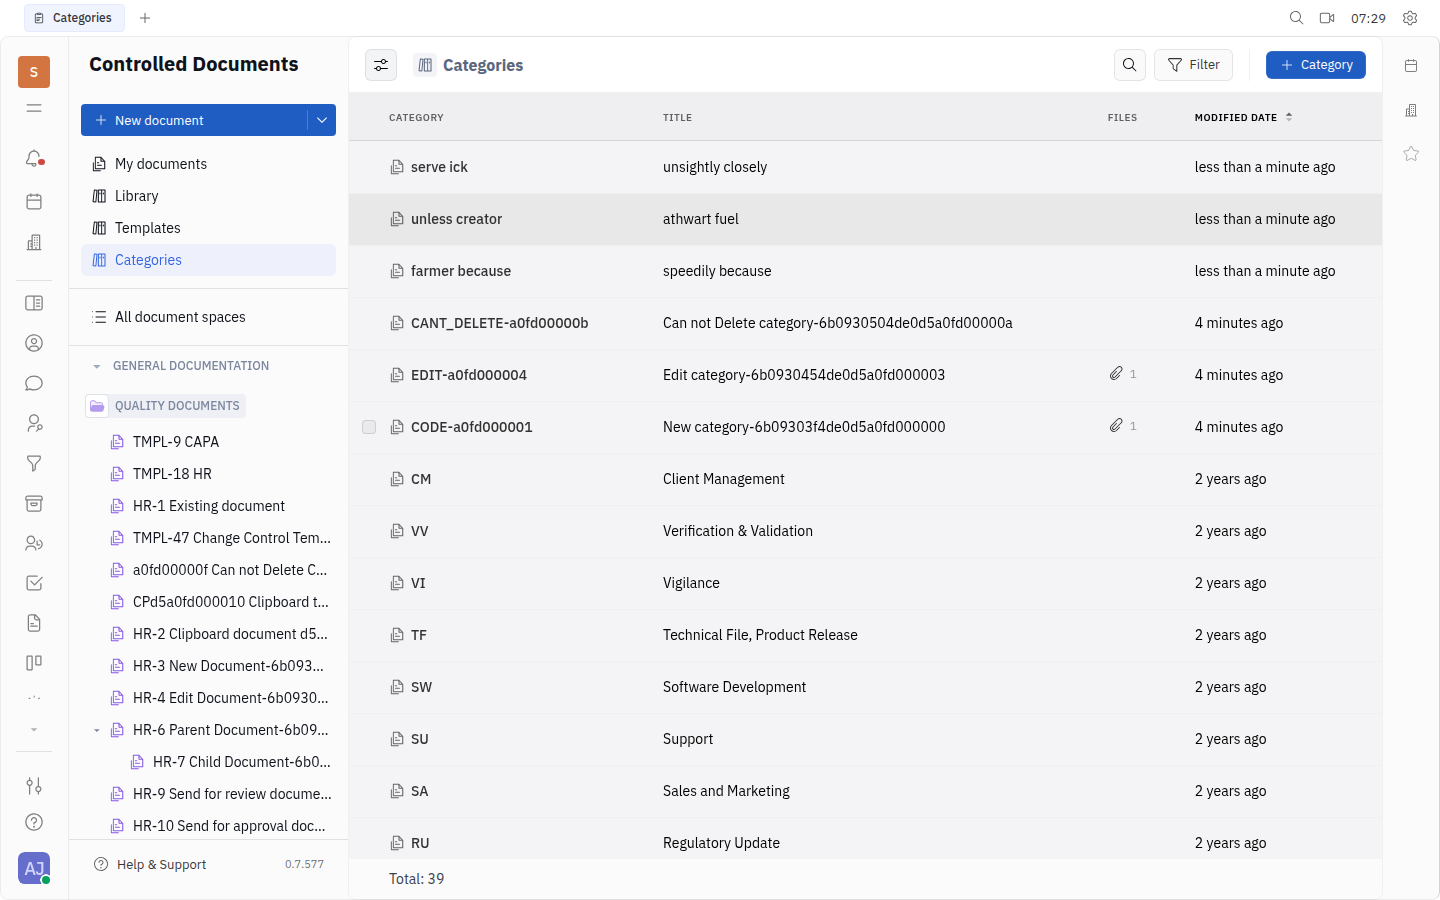 Categories
07:29
S
Controlled Documents
New document
My documents
Library
Templates
Categories
All document spaces
GENERAL DOCUMENTATION
QUALITY DOCUMENTS
TMPL-9 CAPA
TMPL-18 HR
HR-1 Existing document
TMPL-47 Change Control Tem...
a0fd00000f Can not Delete C...
CPd5a0fd000010 Clipboard t...
HR-2 Clipboard document d5...
HR-3 New Document-6b093...
HR-4 Edit Document-6b0930...
HR-6 Parent Document-6b09...
HR-7 Child Document-6b0...
HR-9 Send for review docume...
HR-10 Send for approval doc...
Help & Support 0.7.577
AJ
Categories
Filter
Category
CATEGORY TITLE FILES MODIFIED DATE
serve ick unsightly closely less than a minute ago
unless creator athwart fuel less than a minute ago
farmer because speedily because less than a minute ago
CANT_DELETE-a0fd00000b Can not Delete category-6b0930504de0d5a0fd00000a 4 minutes ago
EDIT-a0fd000004 Edit category-6b0930454de0d5a0fd000003 1 4 minutes ago
CODE-a0fd000001 New category-6b09303f4de0d5a0fd000000 1 4 minutes ago
CM Client Management 2 years ago
VV Verification & Validation 2 years ago
VI Vigilance 2 years ago
TF Technical File, Product Release 2 years ago
SW Software Development 2 years ago
SU Support 2 years ago
SA Sales and Marketing 2 years ago
RU Regulatory Update 2 years ago
Total: 39